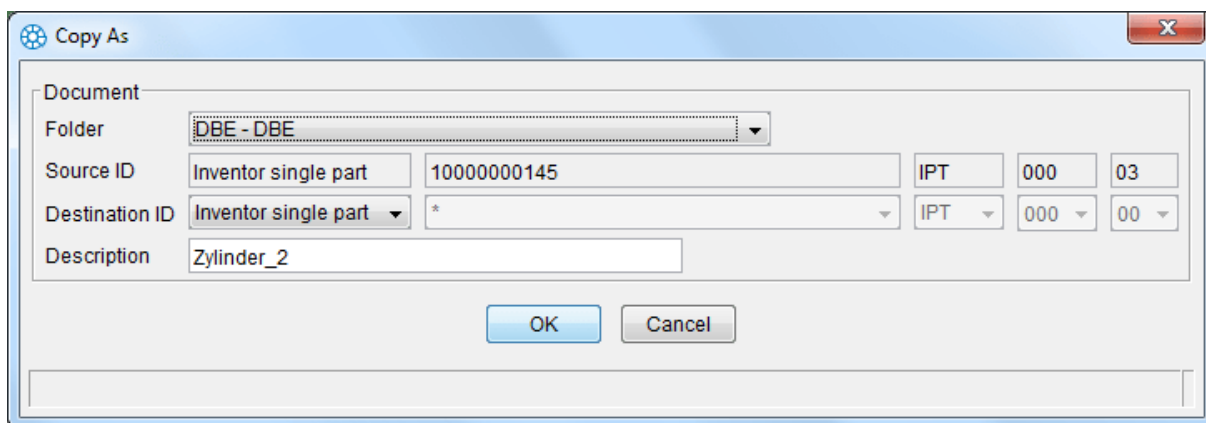 Copy As
Document
Folder DBE - DBE
Source ID Inventor single part 10000000145 IPT 000 03
Destination ID Inventor single part * IPT 000 00
Description Zylinder_2
OK Cancel